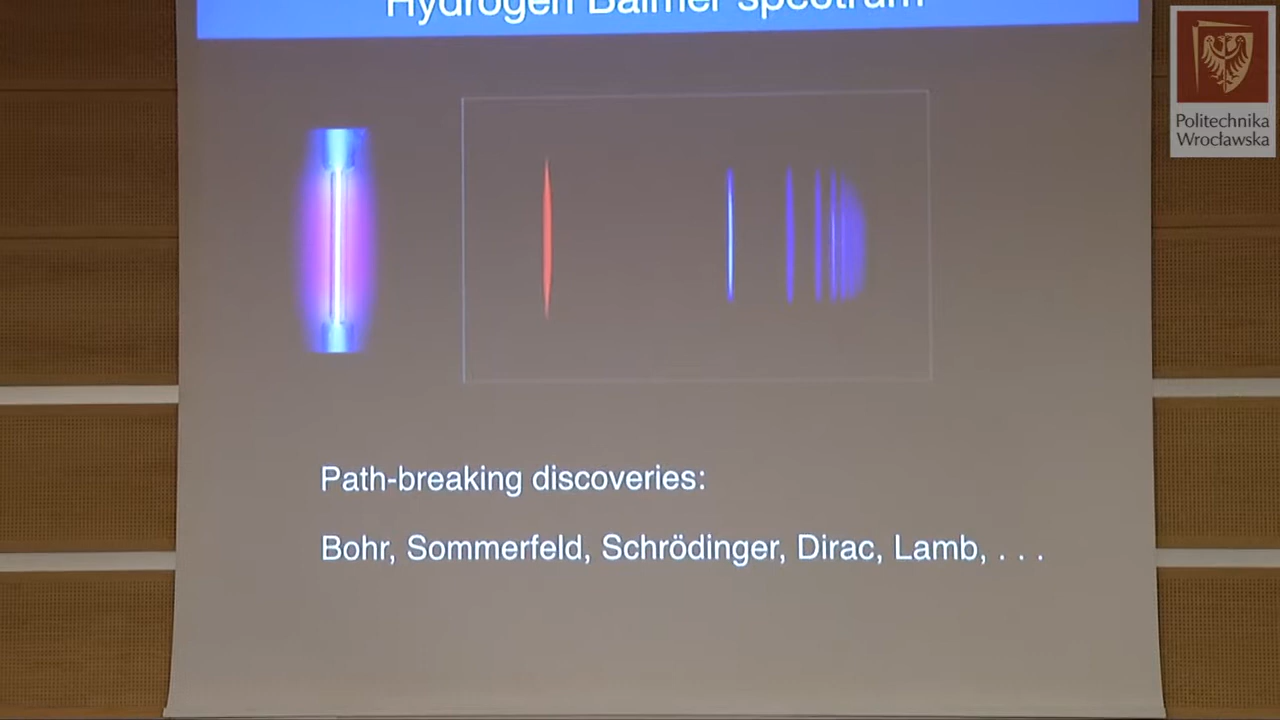 Hydrogen Balmer spectrum
Politechnika
Wrocławska
Path-breaking discoveries:
Bohr, Sommerfeld, Schrödinger, Dirac, Lamb, . . .